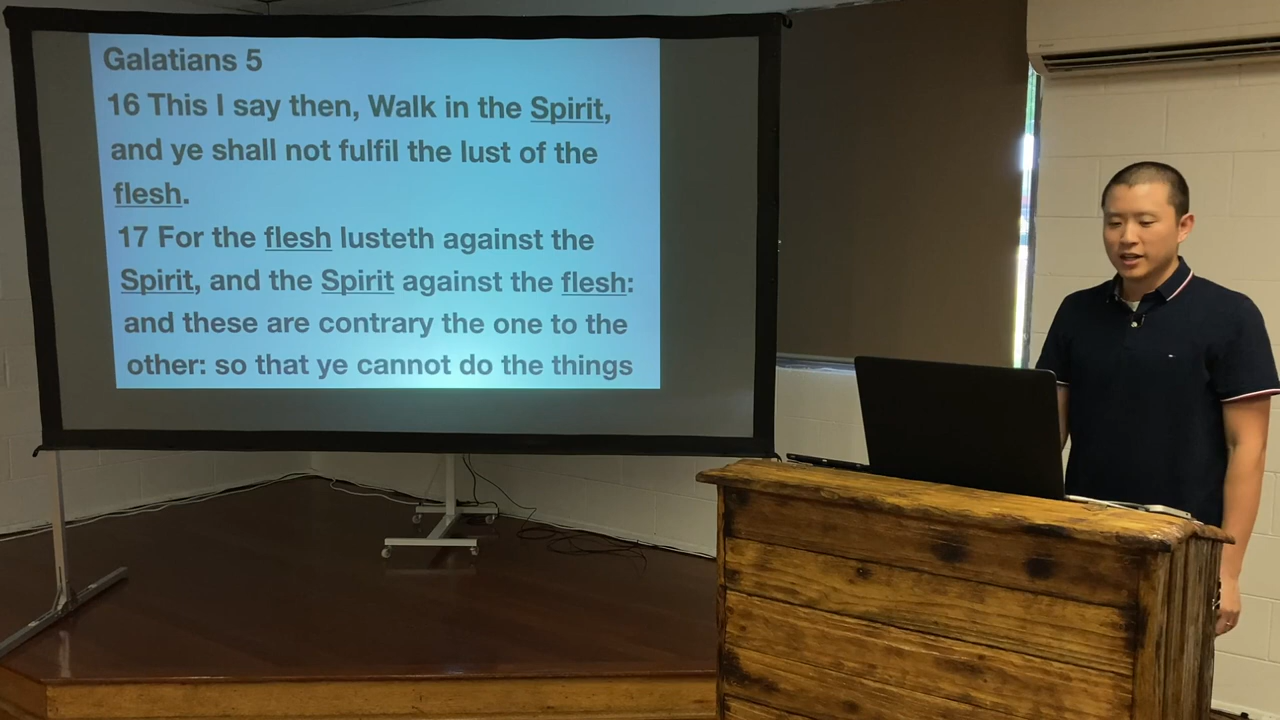 Galatians 5
16 This I say then, Walk in the Spirit,
and ye shall not fulfil the lust of the
flesh.
17 For the flesh lusteth against the
Spirit, and the Spirit against the flesh:
and these are contrary the one to the
other: so that ye cannot do the things